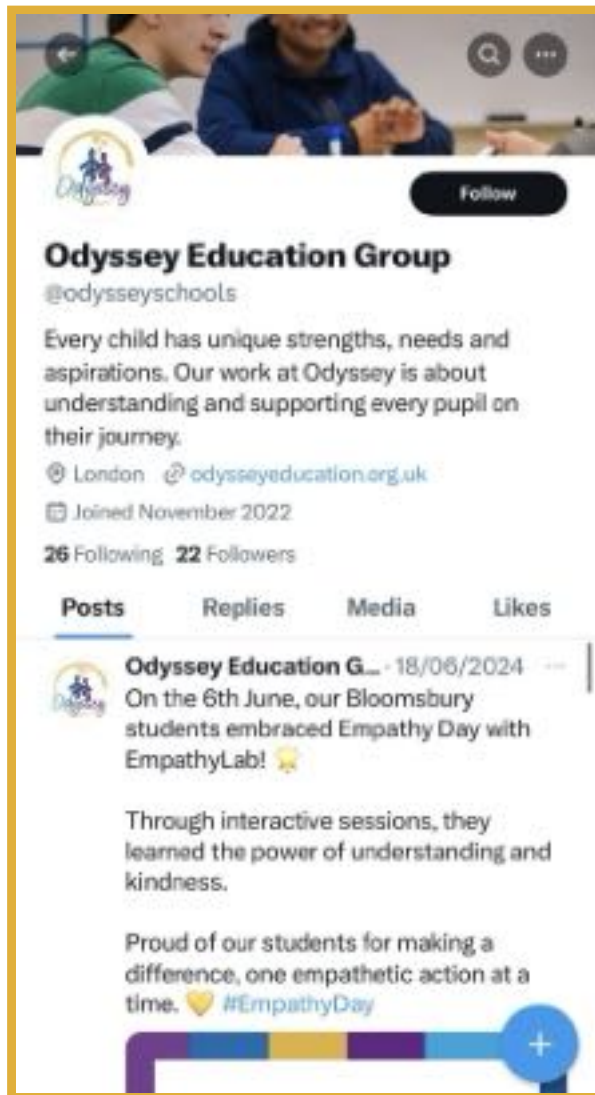 Odyssey
Follow
Odyssey Education Group
@odysseyschools
Every child has unique strengths, needs and
aspirations. Our work at Odyssey is about
understanding and supporting every pupil on
their journey.
London odysseyeducation.org.uk
Joined November 2022
26 Following 22 Followers
Posts Replies Media Likes
Odyssey Education G... · 18/06/2024
On the 6th June, our Bloomsbury
students embraced Empathy Day with
EmpathyLab! 🌟
Through interactive sessions, they
learned the power of understanding and
kindness.
Proud of our students for making a
difference, one empathetic action at a
time. 💛 #EmpathyDay